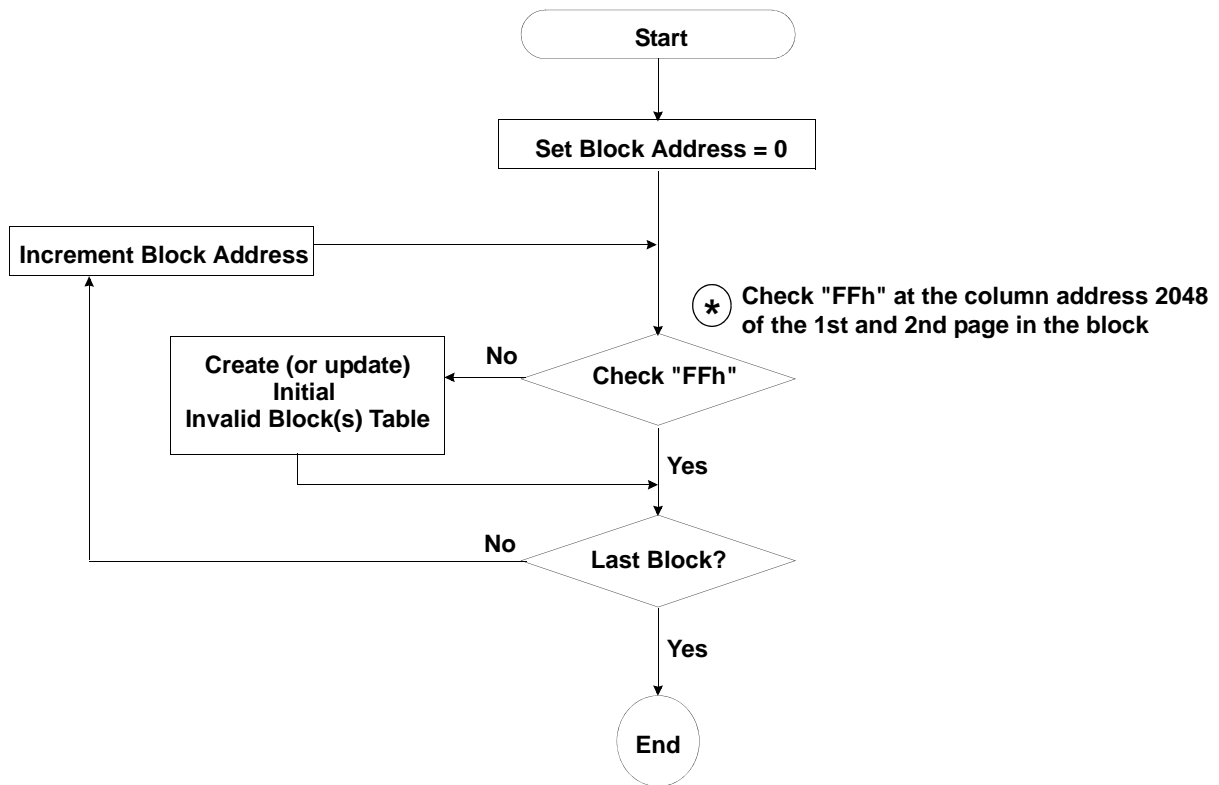 Start
Set Block Address = 0
Increment Block Address
* Check "FFh" at the column address 2048
of the 1st and 2nd page in the block
No
Create (or update)
Initial
Invalid Block(s) Table
Check "FFh"
Yes
No
Last Block?
Yes
End